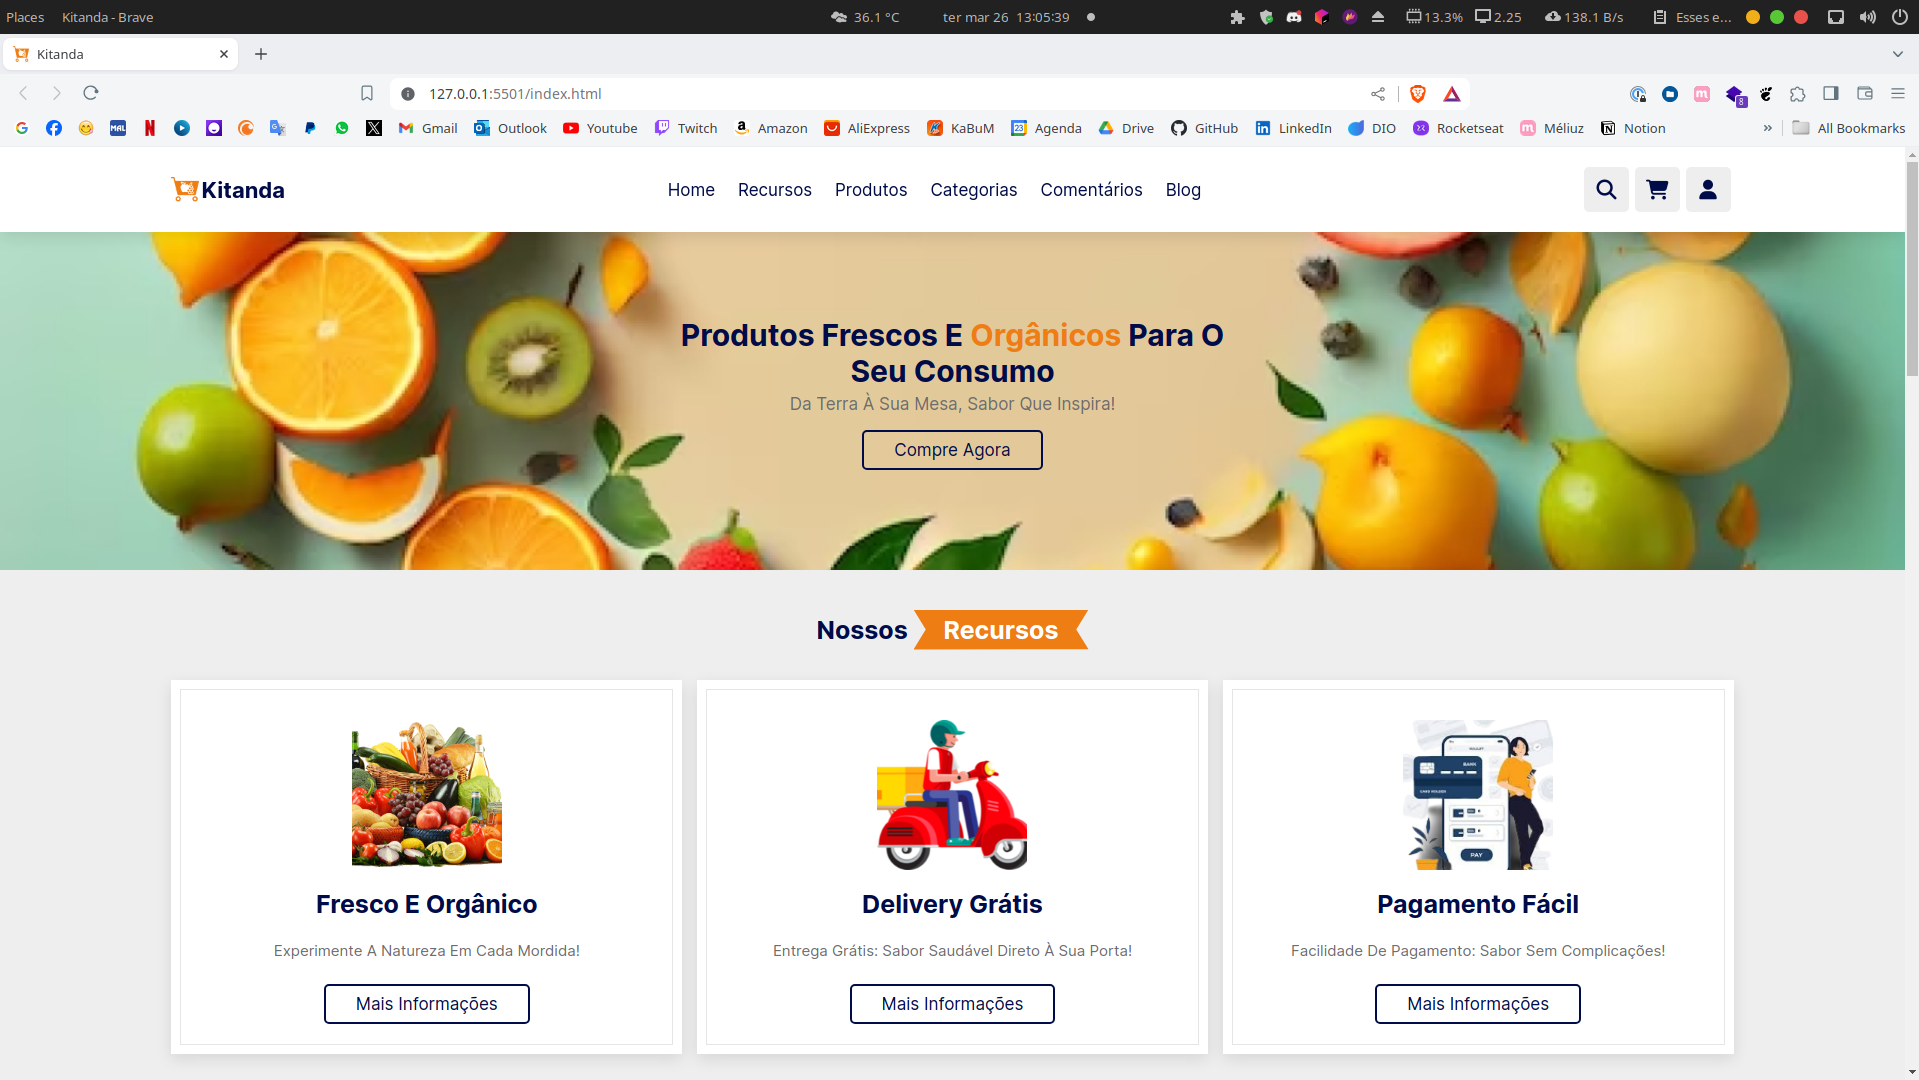 Places Kitanda - Brave 36.1 °C ter mar 26 13:05:39 13.3% 2.25 138.1 B/s Esses e...
Kitanda
127.0.0.1:5501/index.html
8
MAL Gmail Outlook Youtube Twitch Amazon AliExpress KaBuM 23 Agenda Drive GitHub LinkedIn DIO Rocketseat Méliuz Notion » All Bookmarks
Kitanda Home Recursos Produtos Categorias Comentários Blog
Produtos Frescos E Orgânicos Para O
Seu Consumo
Da Terra À Sua Mesa, Sabor Que Inspira!
Compre Agora
Nossos Recursos
BANK
PAY
Fresco E Orgânico Delivery Grátis Pagamento Fácil
Experimente A Natureza Em Cada Mordida! Entrega Grátis: Sabor Saudável Direto À Sua Porta! Facilidade De Pagamento: Sabor Sem Complicações!
Mais Informações Mais Informações Mais Informações